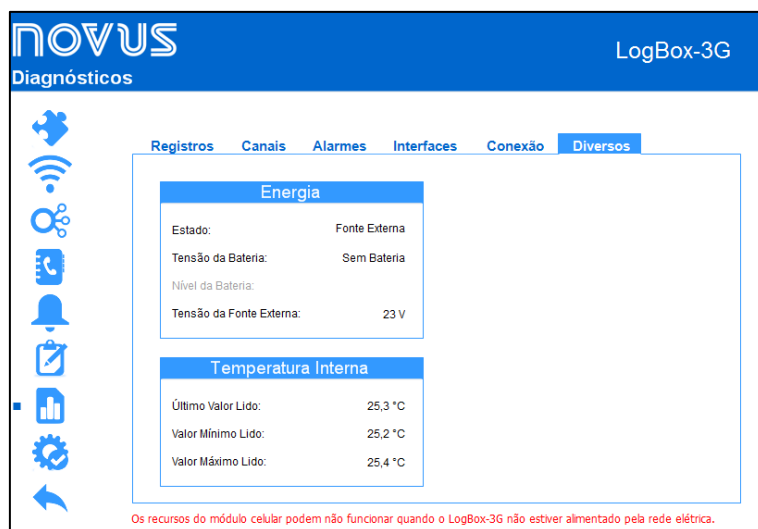 NOVUS
LogBox-3G
Diagnósticos
Registros Canais Alarmes Interfaces Conexão Diversos
Energia
Estado: Fonte Externa
Tensão da Bateria: Sem Bateria
Nível da Bateria:
Tensão da Fonte Externa: 23 V
Temperatura Interna
Último Valor Lido: 25,3 °C
Valor Mínimo Lido: 25,2 °C
Valor Máximo Lido: 25,4 °C
Os recursos do módulo celular podem não funcionar quando o LogBox-3G não estiver alimentado pela rede elétrica.